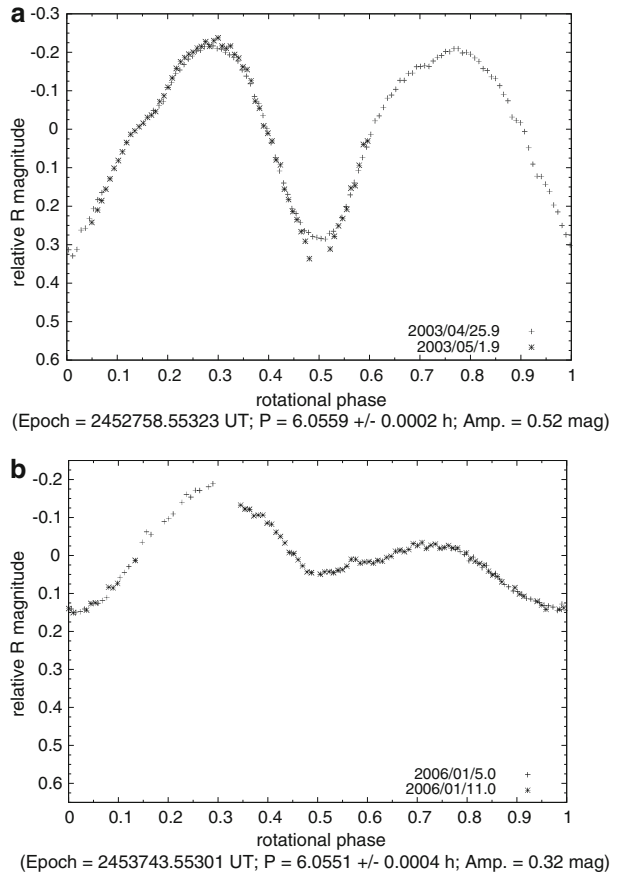 a
-0.3
-0.2
-0.1
0
0.1
0.2
0.3
0.4
0.5
0.6
relative R magnitude
2003/04/25.9
2003/05/1.9
0 0.1 0.2 0.3 0.4 0.5 0.6 0.7 0.8 0.9 1
rotational phase
(Epoch = 2452758.55323 UT; P = 6.0559 +/- 0.0002 h; Amp. = 0.52 mag)
b
-0.2
-0.1
0
0.1
0.2
0.3
0.4
0.5
0.6
relative R magnitude
2006/01/5.0
2006/01/11.0
0 0.1 0.2 0.3 0.4 0.5 0.6 0.7 0.8 0.9 1
rotational phase
(Epoch = 2453743.55301 UT; P = 6.0551 +/- 0.0004 h; Amp. = 0.32 mag)